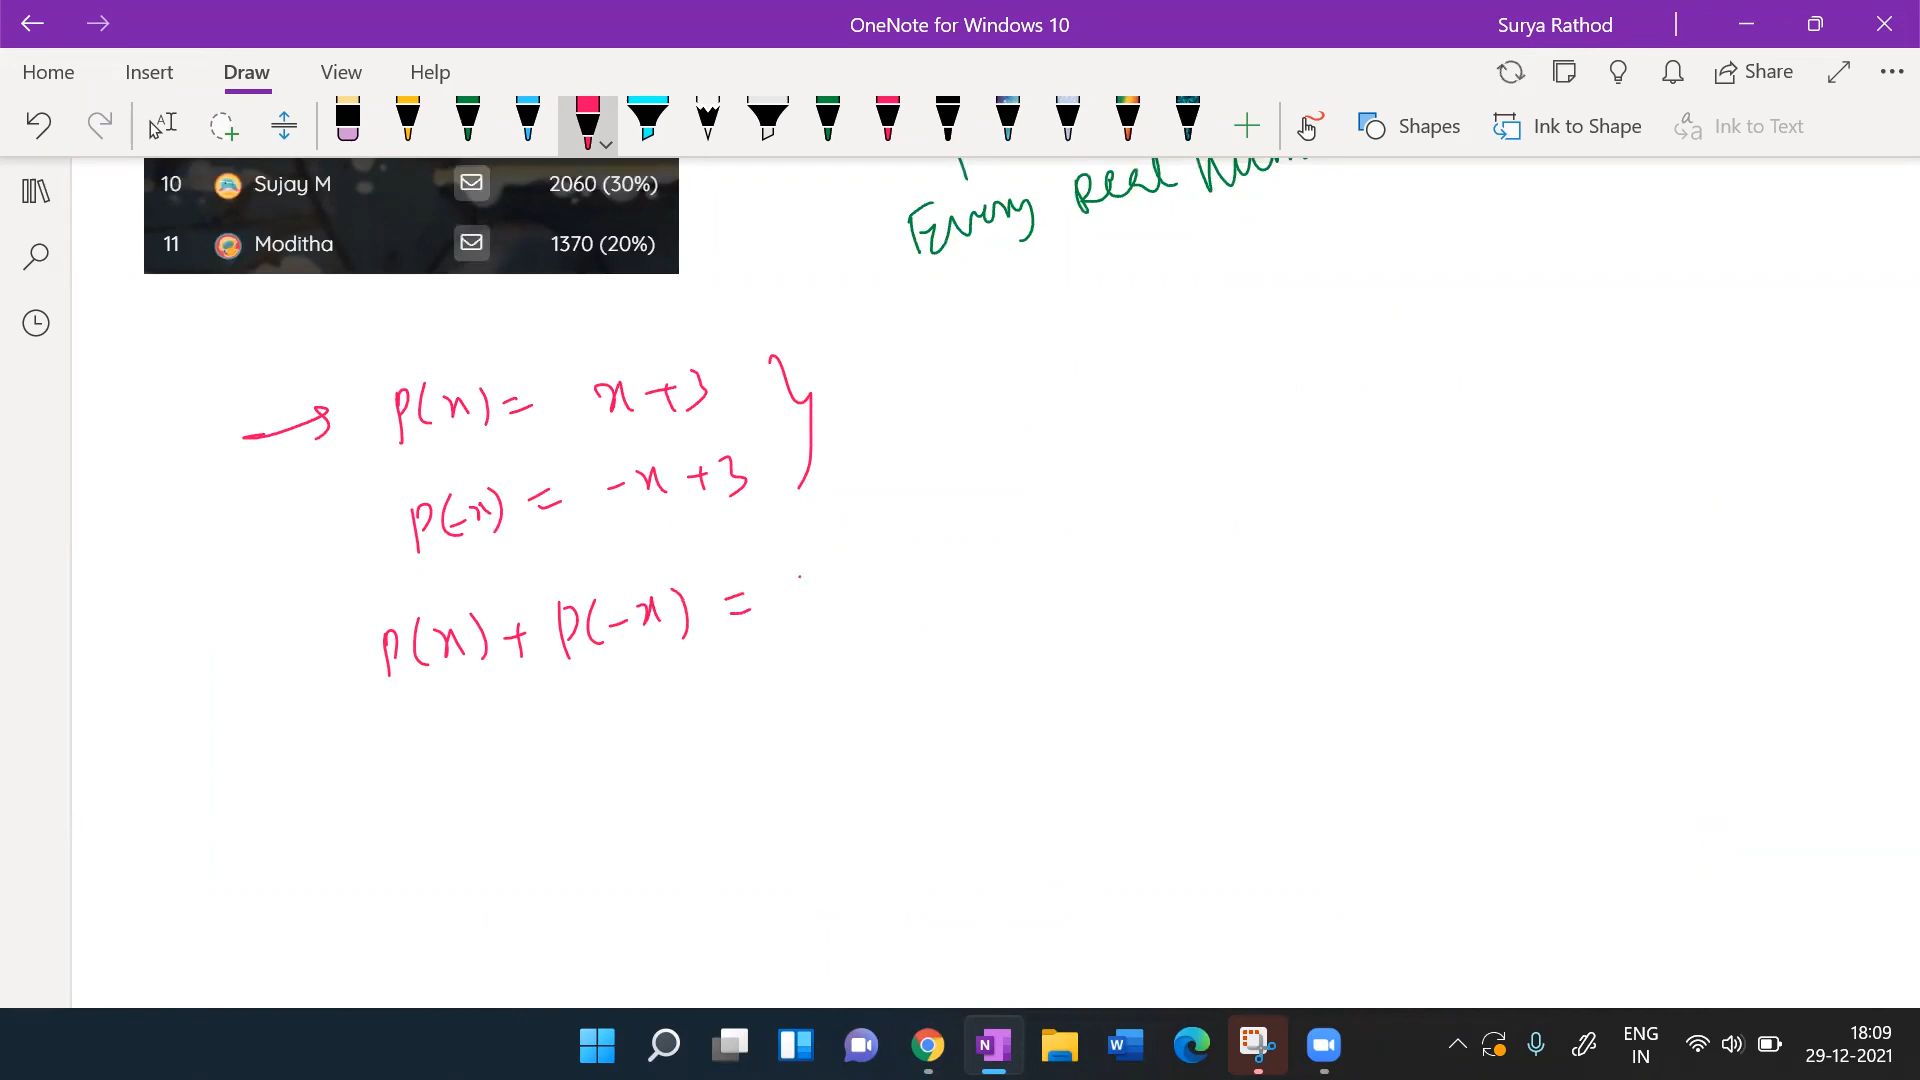 OneNote for Windows 10
Surya Rathod
Home Insert Draw View Help
Share
Shapes
Ink to Shape
Ink to Text
10 Sujay M 2060 (30%)
11 Moditha 1370 (20%)
Every real
P(x) = x+3
P(-x) = -x+3
P(x) + P(-x) =
ENG
IN
18:09
29-12-2021